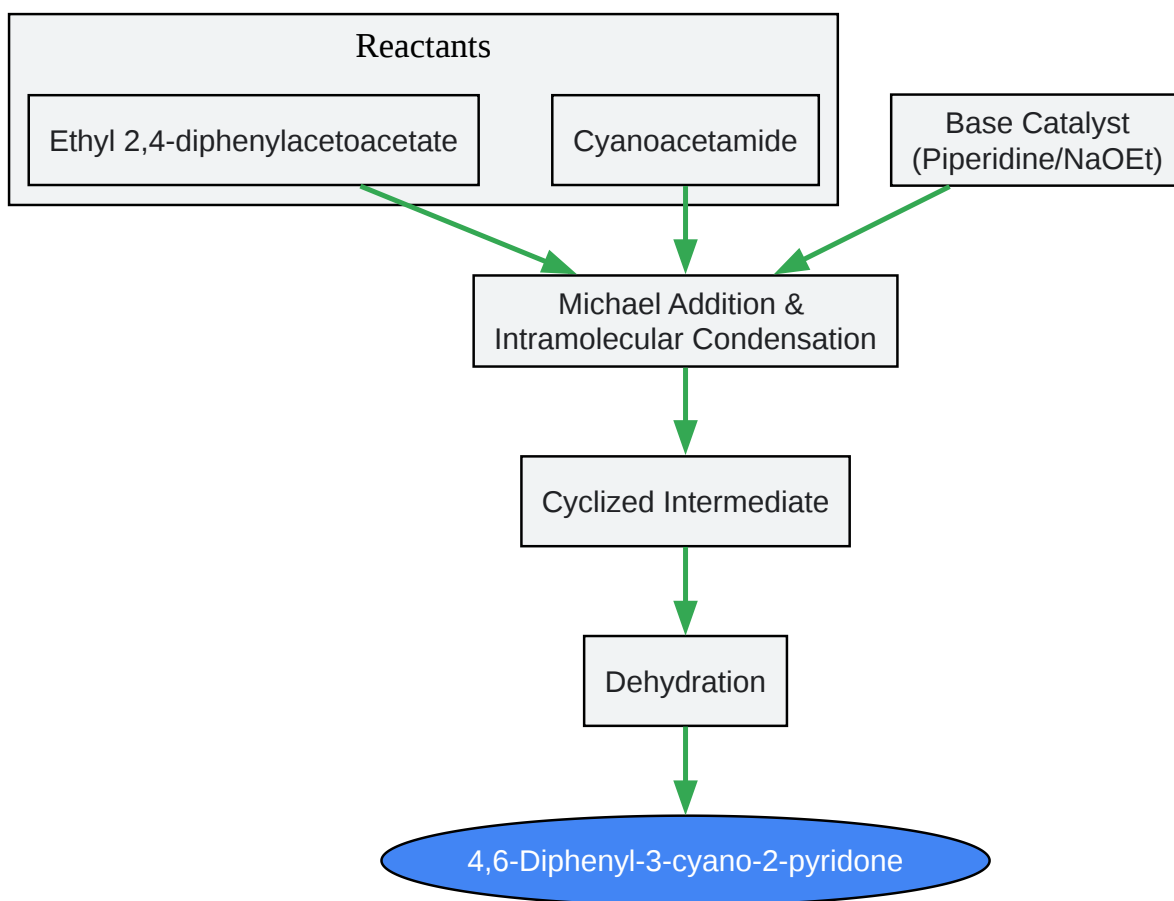 Reactants
Ethyl 2,4-diphenylacetoacetate
Cyanoacetamide
Base Catalyst
(Piperidine/NaOEt)
Michael Addition &
Intramolecular Condensation
Cyclized Intermediate
Dehydration
4,6-Diphenyl-3-cyano-2-pyridone